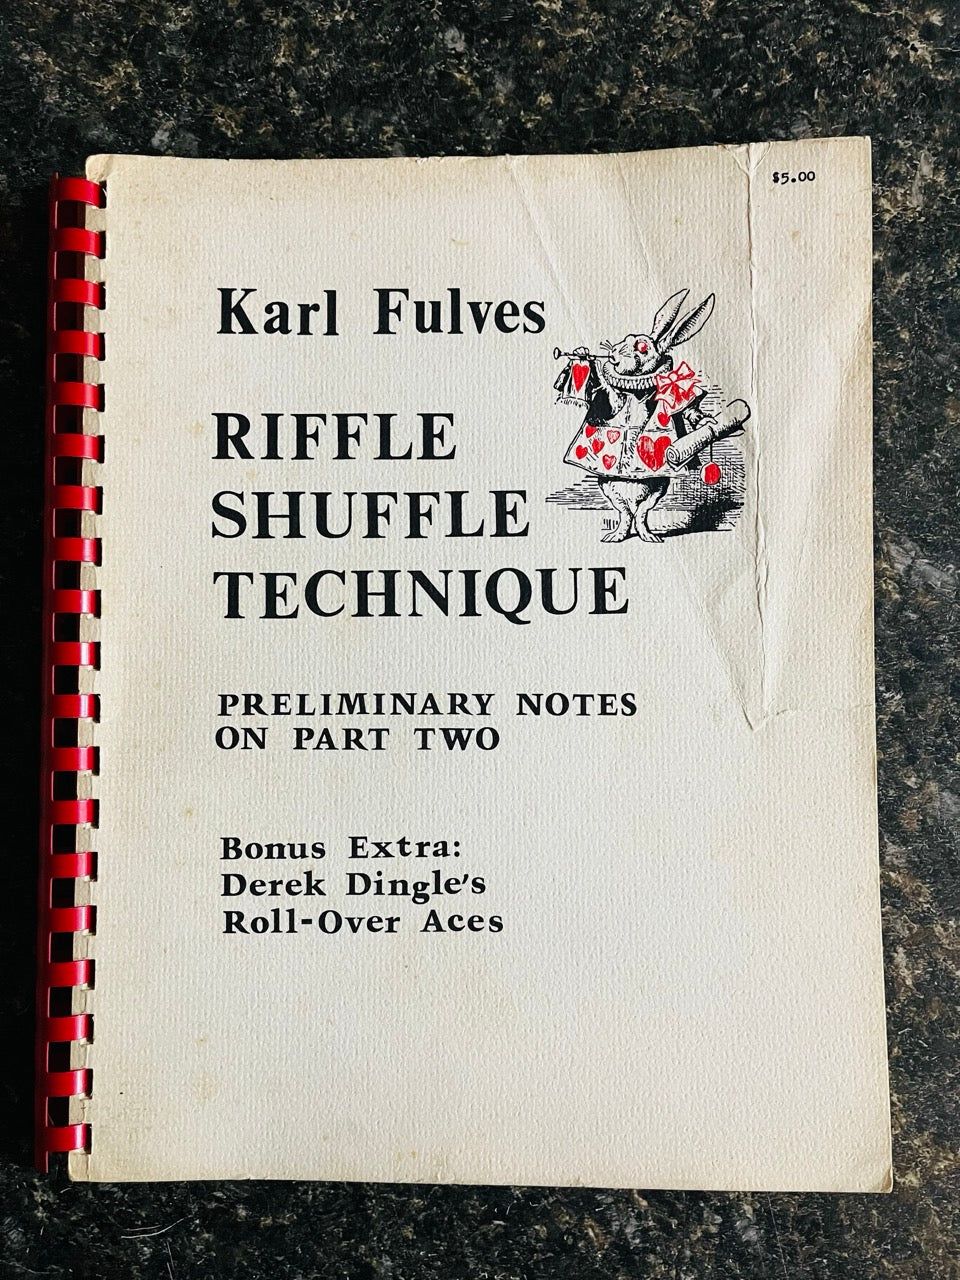 $5.00
Karl Fulves
RIFFLE
SHUFFLE
TECHNIQUE
PRELIMINARY NOTES
ON PART TWO
Bonus Extra:
Derek Dingle's
Roll-Over Aces